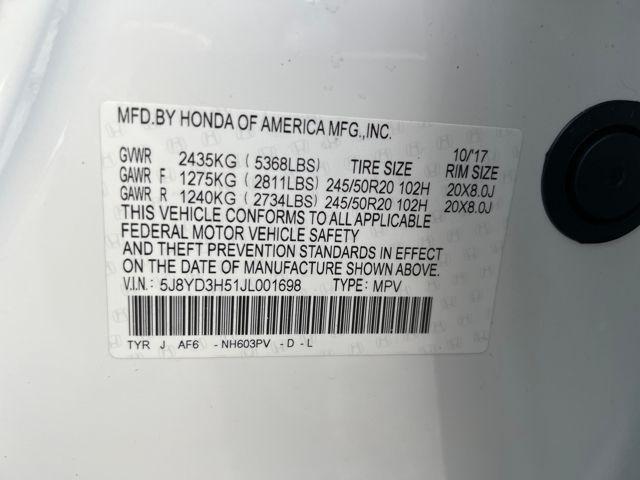 MFD.BY HONDA OF AMERICA MFG.,INC.
10/'17
GVWR 2435KG ( 5368LBS) TIRE SIZE RIM SIZE
GAWR F 1275KG ( 2811LBS) 245/50R20 102H 20X8.0J
GAWR R 1240KG ( 2734LBS) 245/50R20 102H 20X8.0J
THIS VEHICLE CONFORMS TO ALL APPLICABLE
FEDERAL MOTOR VEHICLE SAFETY
AND THEFT PREVENTION STANDARDS IN EFFECT
ON THE DATE OF MANUFACTURE SHOWN ABOVE.
V.I.N.: 5J8YD3H51JL001698 TYPE: MPV
TYR J AF6 -NH603PV -D-L